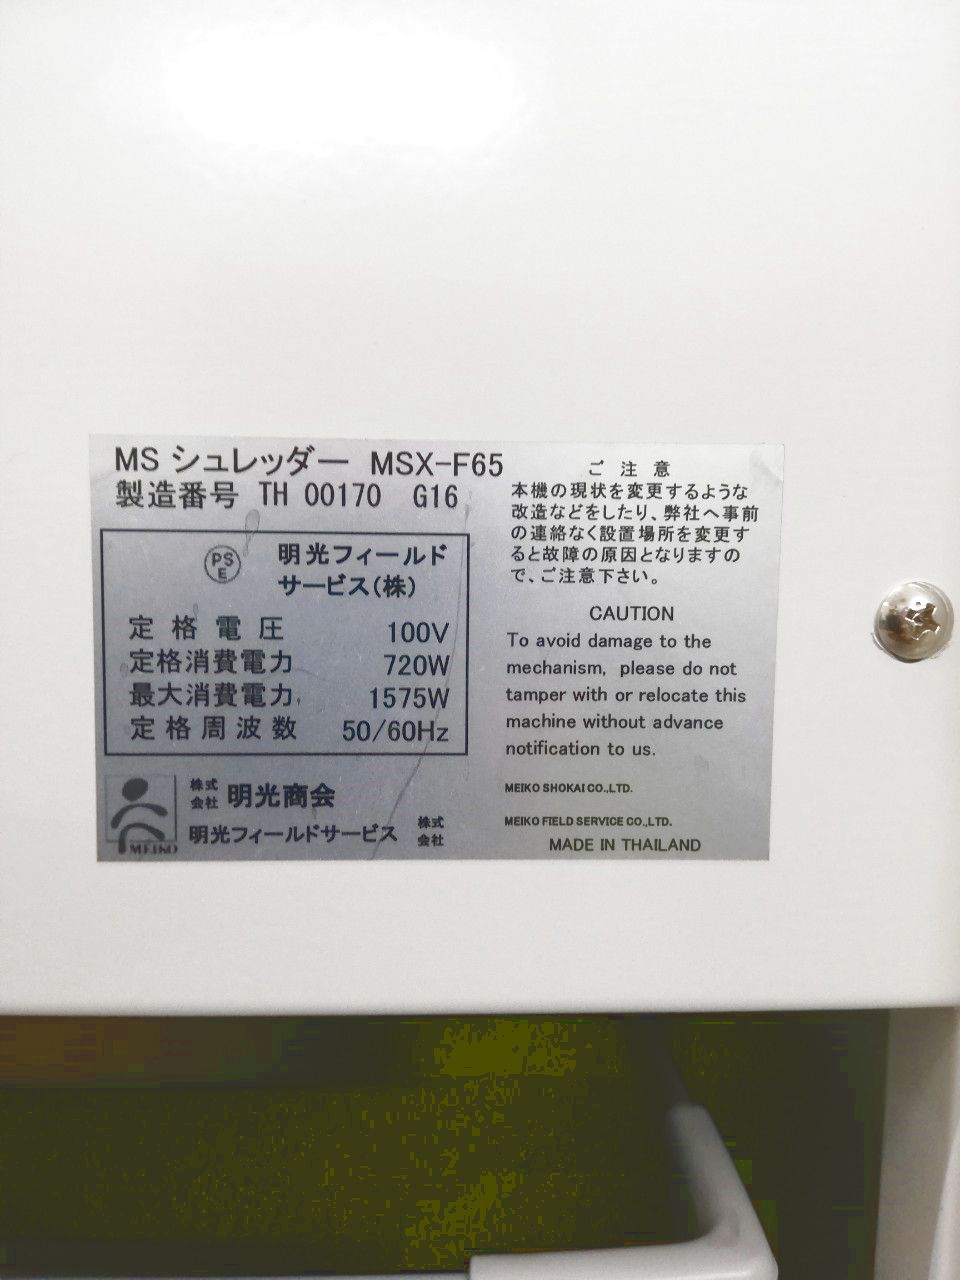 MS シュレッダー MSX-F65
製造番号 TH 00170 G16
PS
E
明光フィールド
サービス(株)
定格電圧 100V
定格消費電力 720W
最大消費電力 1575W
定格周波数 50/60Hz
MEIKO
株式会社 明光商会
明光フィールドサービス 株式会社
ご注意
本機の現状を変更するような
改造などをしたり、弊社へ事前
の連絡なく設置場所を変更す
ると故障の原因となりますの
で、ご注意下さい。
CAUTION
To avoid damage to the
mechanism, please do not
tamper with or relocate this
machine without advance
notification to us.
MEIKO SHOKAI CO.,LTD.
MEIKO FIELD SERVICE CO.,LTD.
MADE IN THAILAND